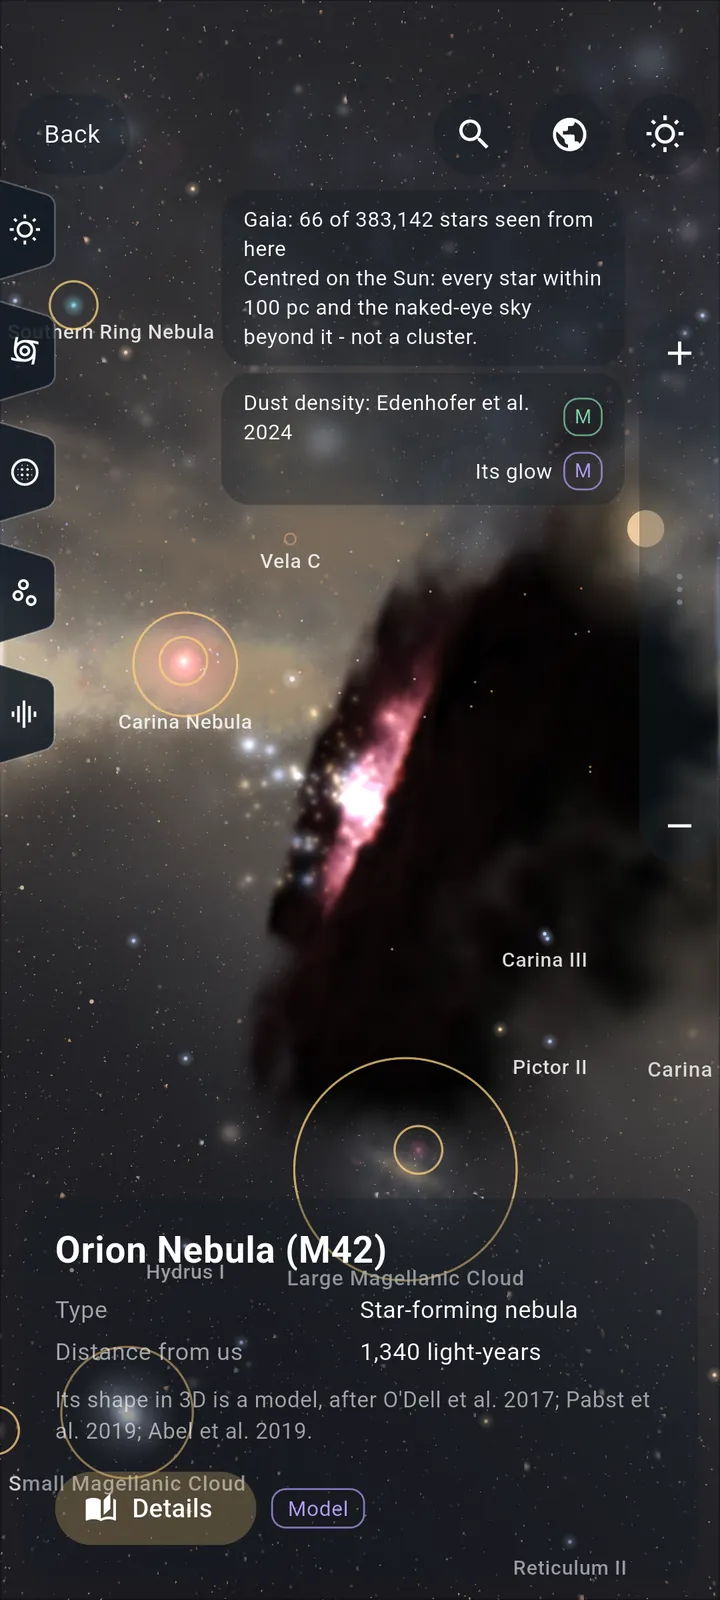 Back
Gaia: 66 of 383,142 stars seen from
here
Centred on the Sun: every star within
100 pc and the naked-eye sky
beyond it - not a cluster.
Southern Ring Nebula
Dust density: Edenhofer et al.
2024
M
Its glow
M
Vela C
Carina Nebula
Carina III
Pictor II
Carina
Orion Nebula (M42)
Hydrus I
Large Magellanic Cloud
Type
Star-forming nebula
Distance from us
1,340 light-years
Its shape in 3D is a model, after O'Dell et al. 2017; Pabst et
al. 2019; Abel et al. 2019.
Small Magellanic Cloud
Details
Model
Reticulum II